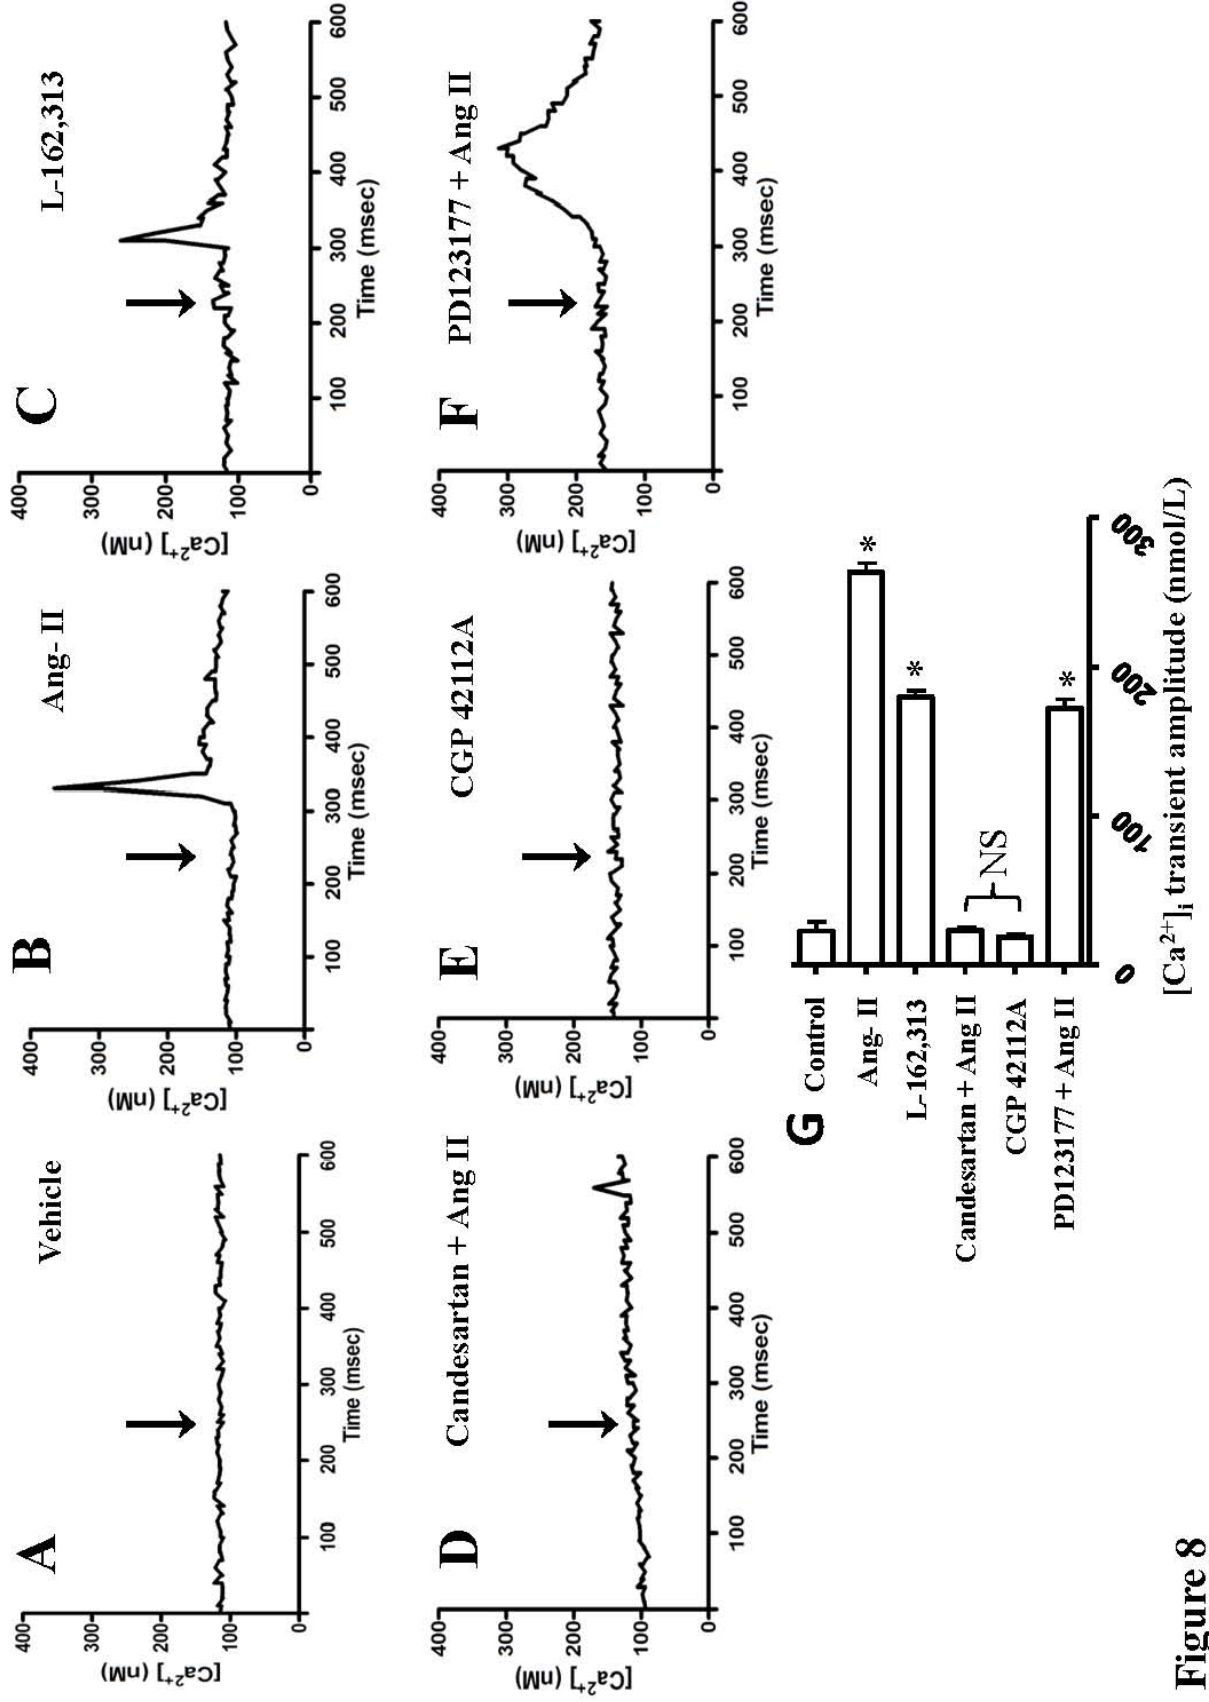 A
Vehicle
400
300
200
100
0
[Ca²⁺]ᵢ (nM)
100
200
300
400
500
600
Time (msec)
B
Ang- II
400
300
200
100
0
[Ca²⁺]ᵢ (nM)
100
200
300
400
500
600
Time (msec)
C
L-162,313
400
300
200
100
0
[Ca²⁺]ᵢ (nM)
100
200
300
400
500
600
Time (msec)
D
Candesartan + Ang II
400
300
200
100
0
[Ca²⁺]ᵢ (nM)
100
200
300
400
500
600
Time (msec)
E
CGP 42112A
400
300
200
100
0
[Ca²⁺]ᵢ (nM)
100
200
300
400
500
600
Time (msec)
F
PD123177 + Ang II
400
300
200
100
0
[Ca²⁺]ᵢ (nM)
100
200
300
400
500
600
Time (msec)
G
Control
Ang- II
*
L-162,313
*
Candesartan + Ang II
CGP 42112A
NS
PD123177 + Ang II
*
0
100
200
300
[Ca²⁺]ᵢ transient amplitude (nmol/L)
Figure 8